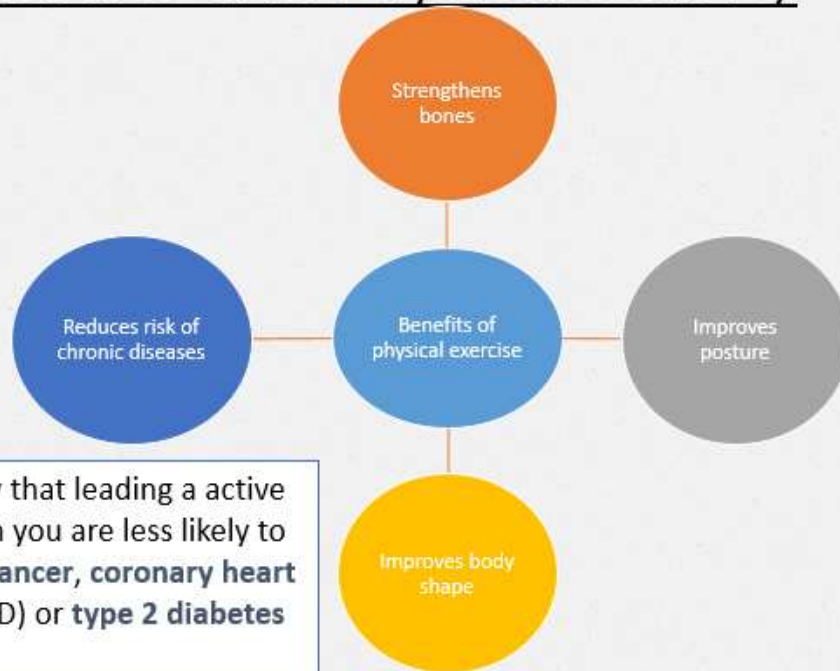 Strengthens
bones
Reduces risk of
chronic diseases
Benefits of
physical exercise
Improves
posture
that leading a active
you are less likely to
, coronary heart
D) or type 2 diabetes
Improves body
shape